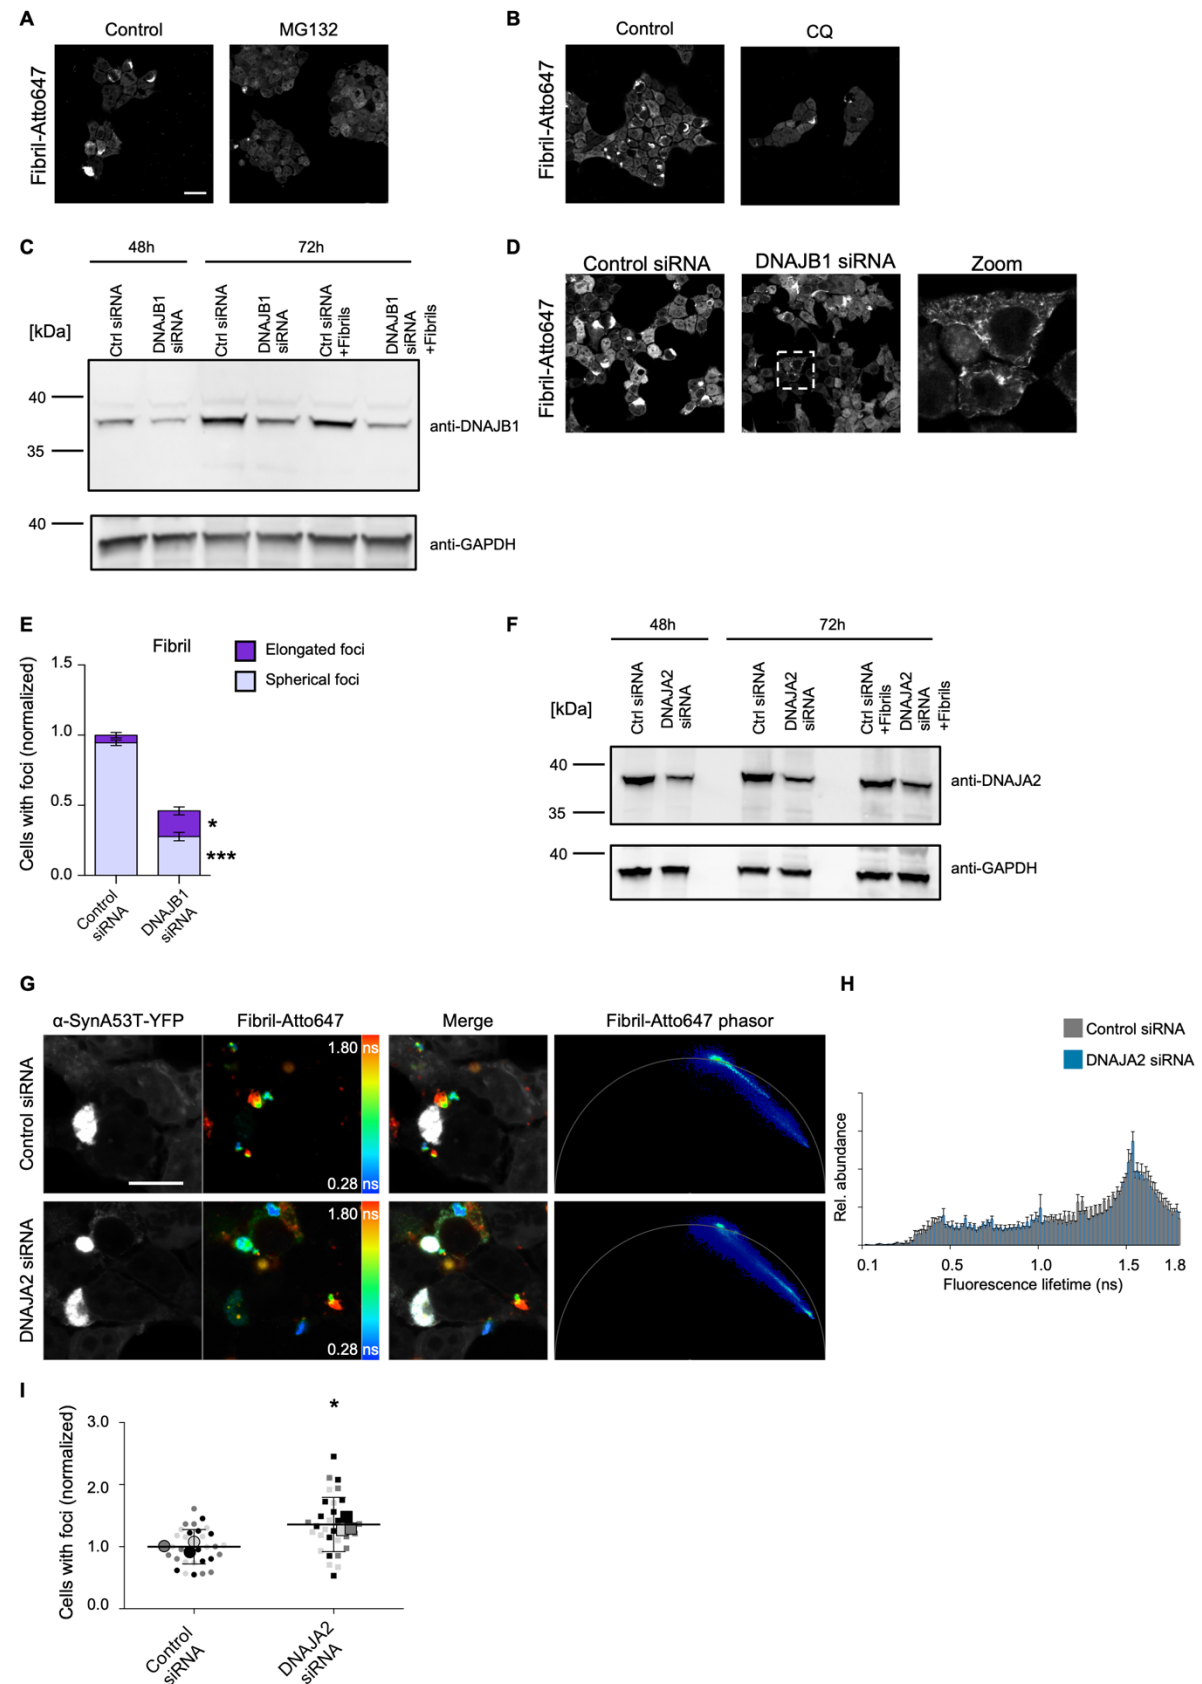 A
Control
MG132
Fibril-Atto647
B
Control
CQ
Fibril-Atto647
C
48h
72h
[kDa]
Ctrl siRNA
DNAJB1
siRNA
Ctrl siRNA
DNAJB1
siRNA
Ctrl siRNA
+Fibrils
DNAJB1
siRNA
+Fibrils
40
35
anti-DNAJB1
40
anti-GAPDH
D
Control siRNA
DNAJB1 siRNA
Zoom
Fibril-Atto647
E
Fibril
Elongated foci
Spherical foci
Cells with foci (normalized)
1.5
1.0
0.5
0.0
*
***
Control
siRNA
DNAJB1
siRNA
F
48h
72h
[kDa]
Ctrl siRNA
DNAJA2
siRNA
Ctrl siRNA
DNAJA2
siRNA
Ctrl siRNA
+Fibrils
DNAJA2
siRNA
+Fibrils
40
35
anti-DNAJA2
40
anti-GAPDH
G
α-SynA53T-YFP
Fibril-Atto647
Merge
Fibril-Atto647 phasor
Control siRNA
1.80 ns
0.28 ns
DNAJA2 siRNA
1.80 ns
0.28 ns
H
Control siRNA
DNAJA2 siRNA
Rel. abundance
0.1
0.5
1.0
1.5
1.8
Fluorescence lifetime (ns)
I
Cells with foci (normalized)
3.0
2.0
1.0
0.0
*
Control
siRNA
DNAJA2
siRNA